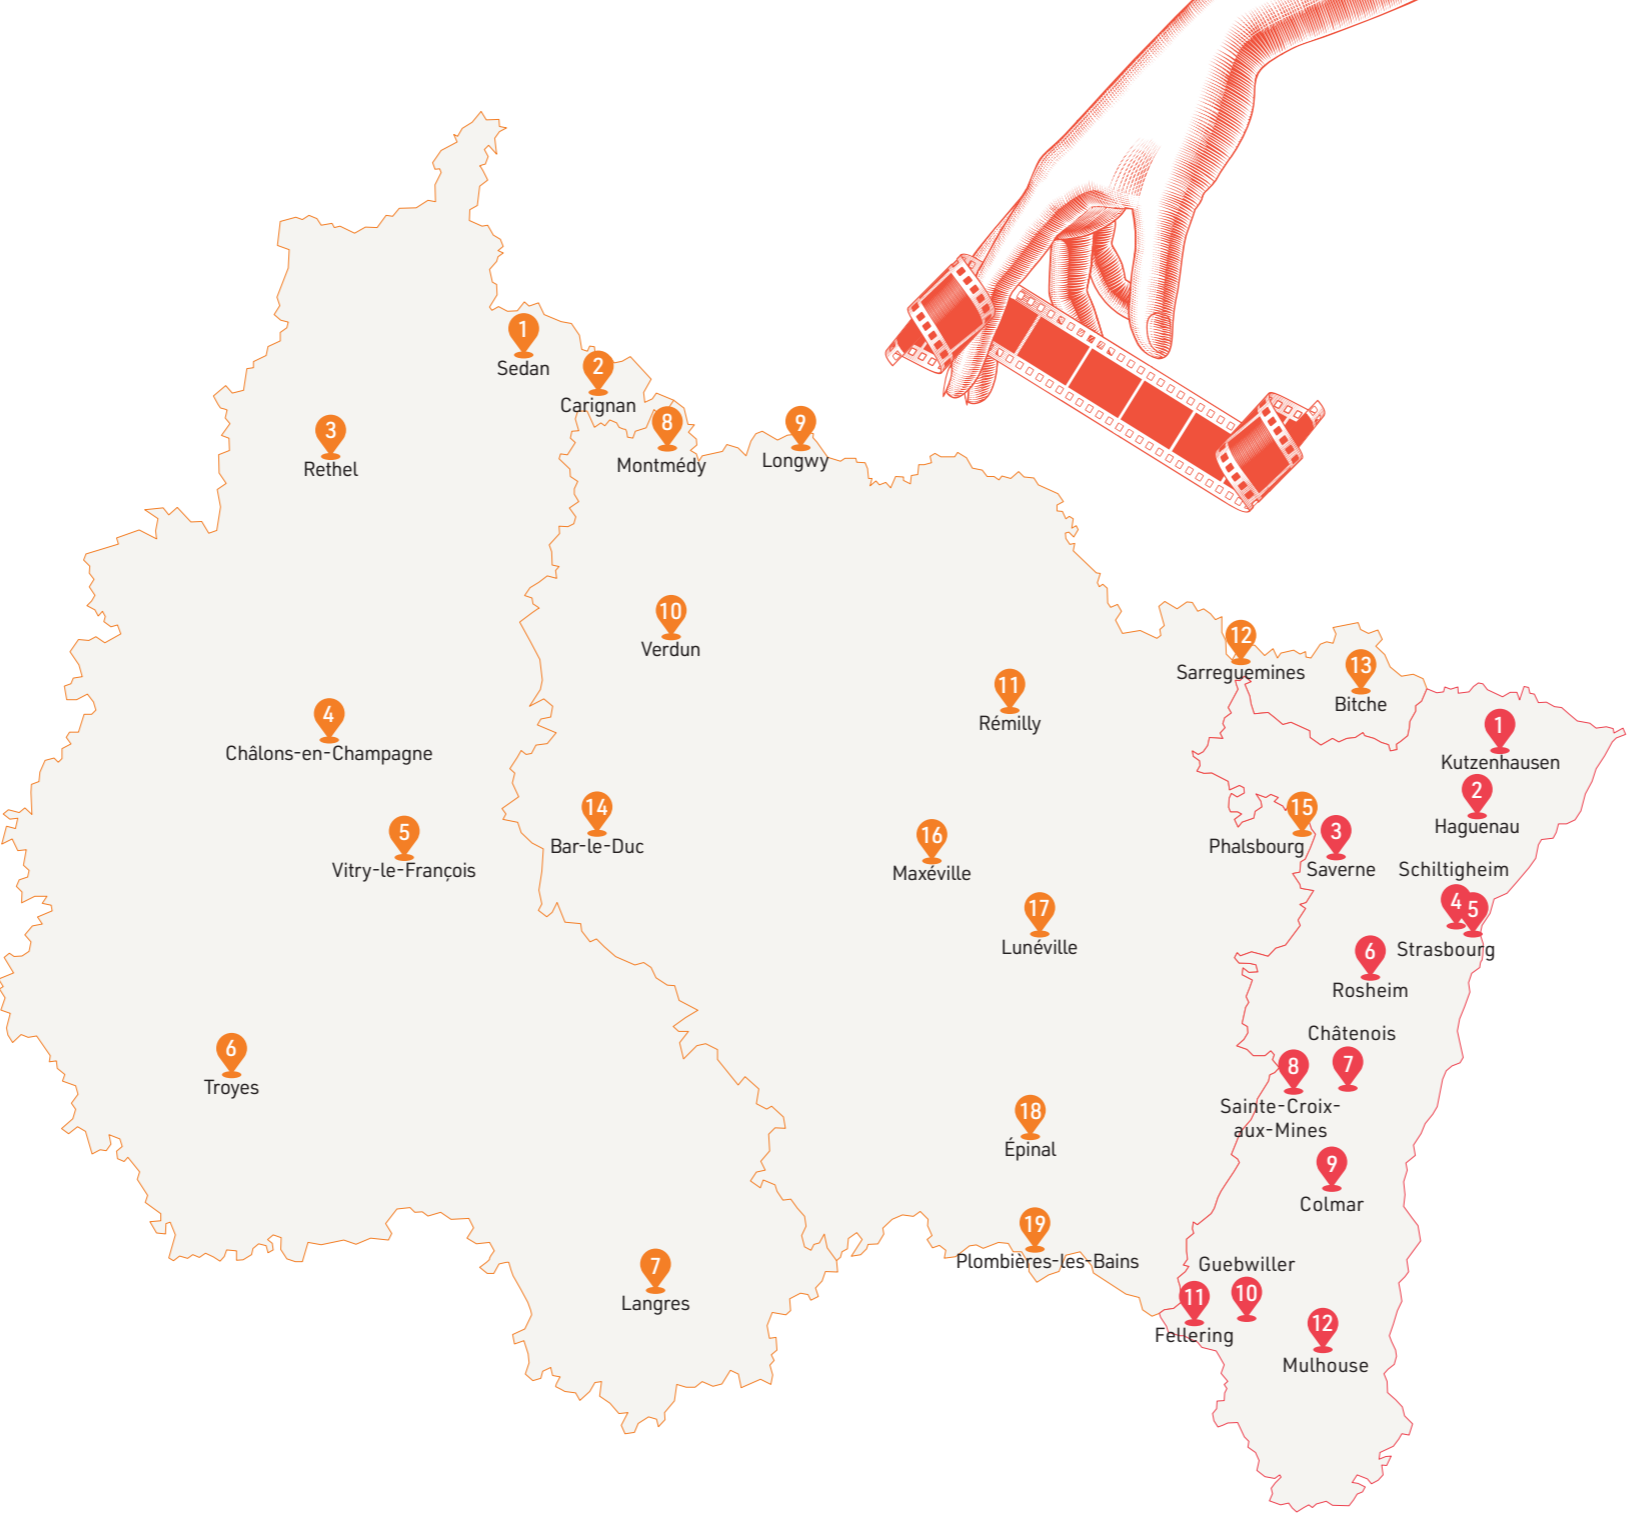 1
Sedan
2
Carignan
3
Rethel
8
Montmédy
9
Longwy
10
Verdun
11
Rémilly
12
Sarreguemines
13
Bitche
4
Châlons-en-Champagne
1
Kutzenhausen
2
Haguenau
5
Vitry-le-François
14
Bar-le-Duc
16
Maxéville
15
Phalsbourg
3
Saverne
Schiltigheim
4
5
Strasbourg
17
Lunéville
6
Rosheim
Châtenois
7
8
Sainte-Croix-
aux-Mines
6
Troyes
18
Épinal
9
Colmar
19
Plombières-les-Bains
7
Langres
Guebwiller
10
11
Fellering
12
Mulhouse